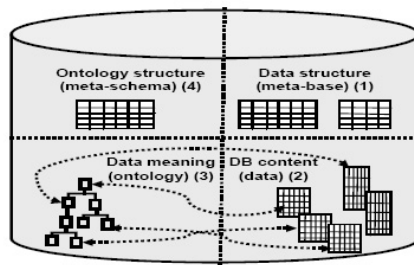 Ontology structure
(meta-schema) (4)
Data structure
(meta-base) (1)
Data meaning
(ontology) (3)
DB content
(data) (2)